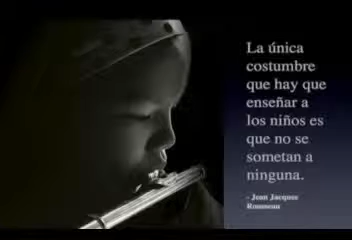 La única
costumbre
que hay que
enseñar a
los niños es
que no se
sometan a
ninguna.
- Jean Jacques
Rousseau